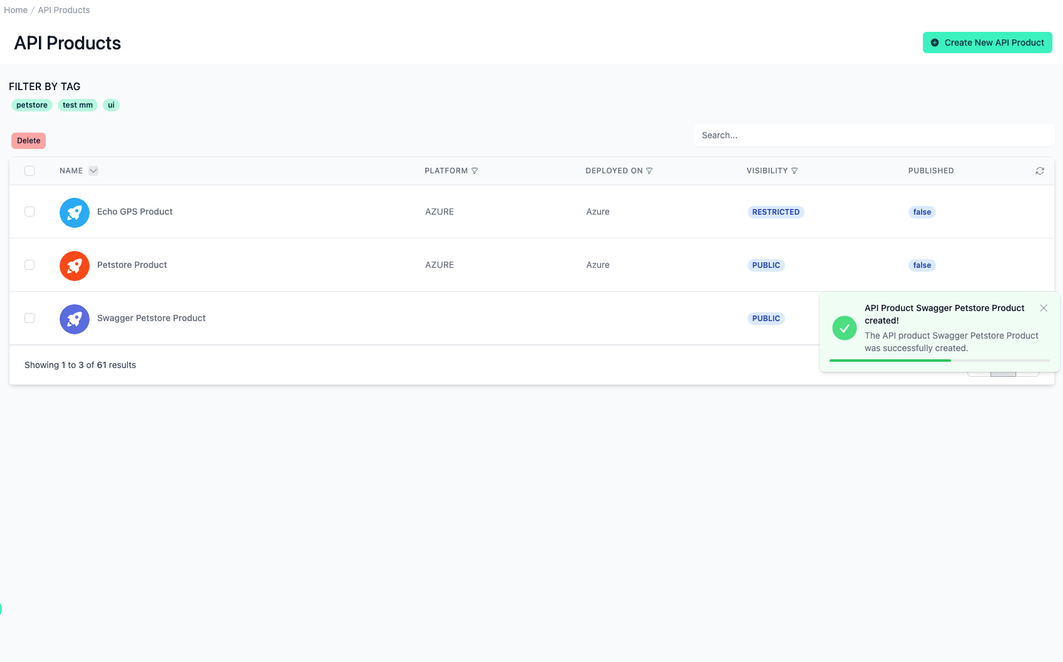 Home / API Products
API Products
Create New API Product
FILTER BY TAG
petstore test mm ui
Delete
Search...
NAME PLATFORM DEPLOYED ON VISIBILITY PUBLISHED
Echo GPS Product AZURE Azure RESTRICTED false
Petstore Product AZURE Azure PUBLIC false
Swagger Petstore Product PUBLIC
API Product Swagger Petstore Product
created!
The API product Swagger Petstore Product
was successfully created.
Showing 1 to 3 of 61 results